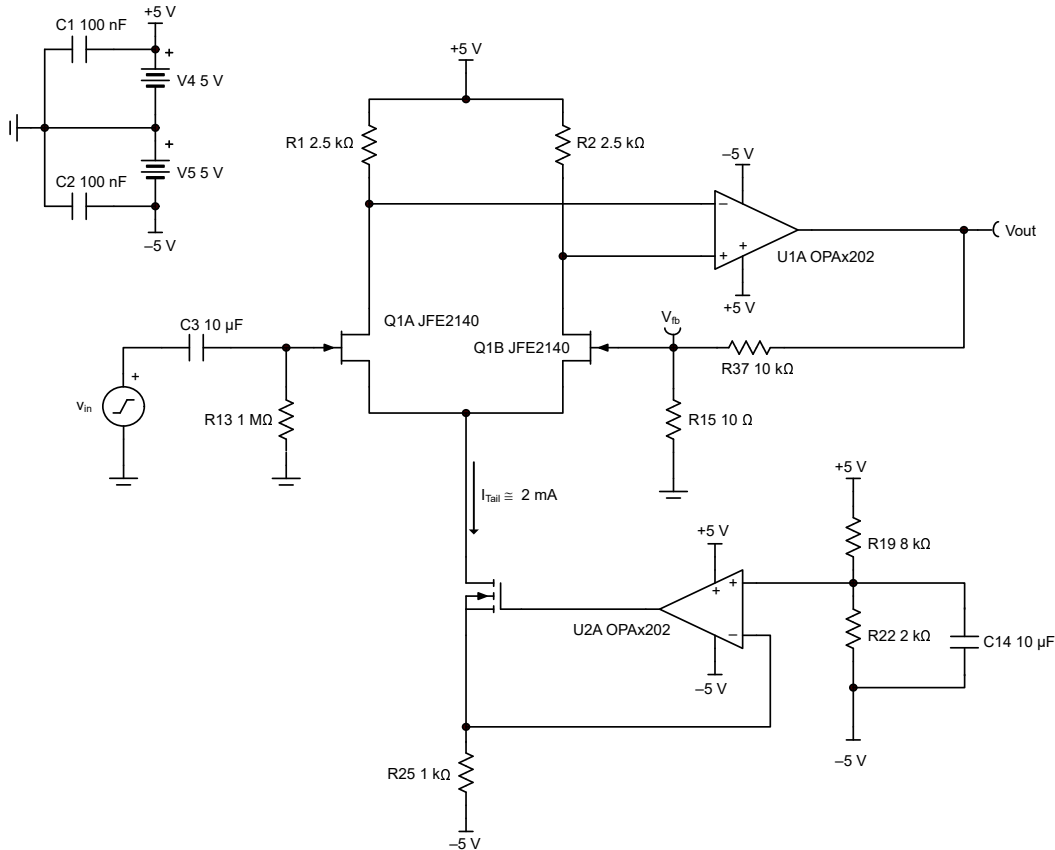 C1 100 nF
+5 V
+
V4 5 V
+
V5 5 V
C2 100 nF
–5 V
+5 V
R1 2.5 kΩ
R2 2.5 kΩ
–5 V
–
+
+
U1A OPAx202
+5 V
Vout
Q1A JFE2140
Q1B JFE2140
C3 10 µF
Vfb
R37 10 kΩ
+
vin
R13 1 MΩ
R15 10 Ω
ITail ≅ 2 mA
+5 V
R19 8 kΩ
+5 V
+
+
–
U2A OPAx202
–5 V
R22 2 kΩ
C14 10 µF
–5 V
R25 1 kΩ
–5 V